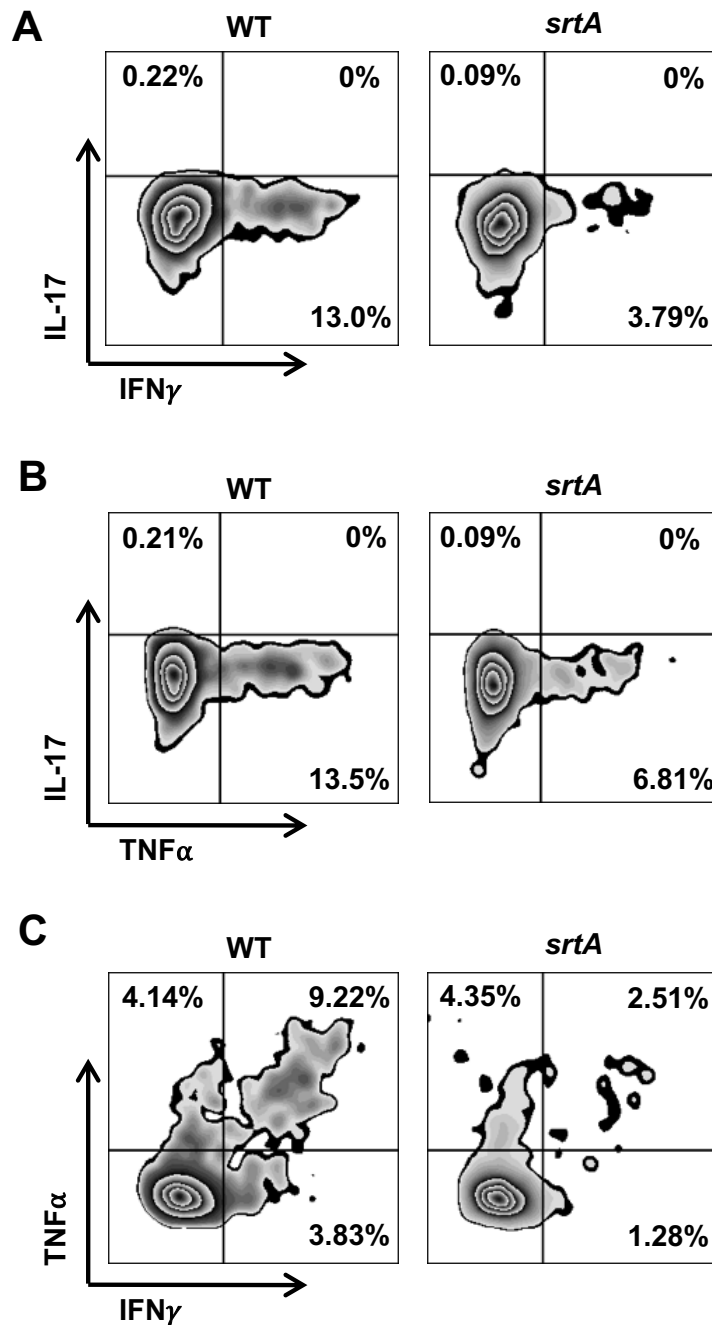 A
WT
srtA
0.22%
0%
0.09%
0%
IL-17
13.0%
3.79%
IFNγ
B
WT
srtA
0.21%
0%
0.09%
0%
IL-17
13.5%
6.81%
TNFα
C
WT
srtA
4.14%
9.22%
4.35%
2.51%
TNFα
3.83%
1.28%
IFNγ